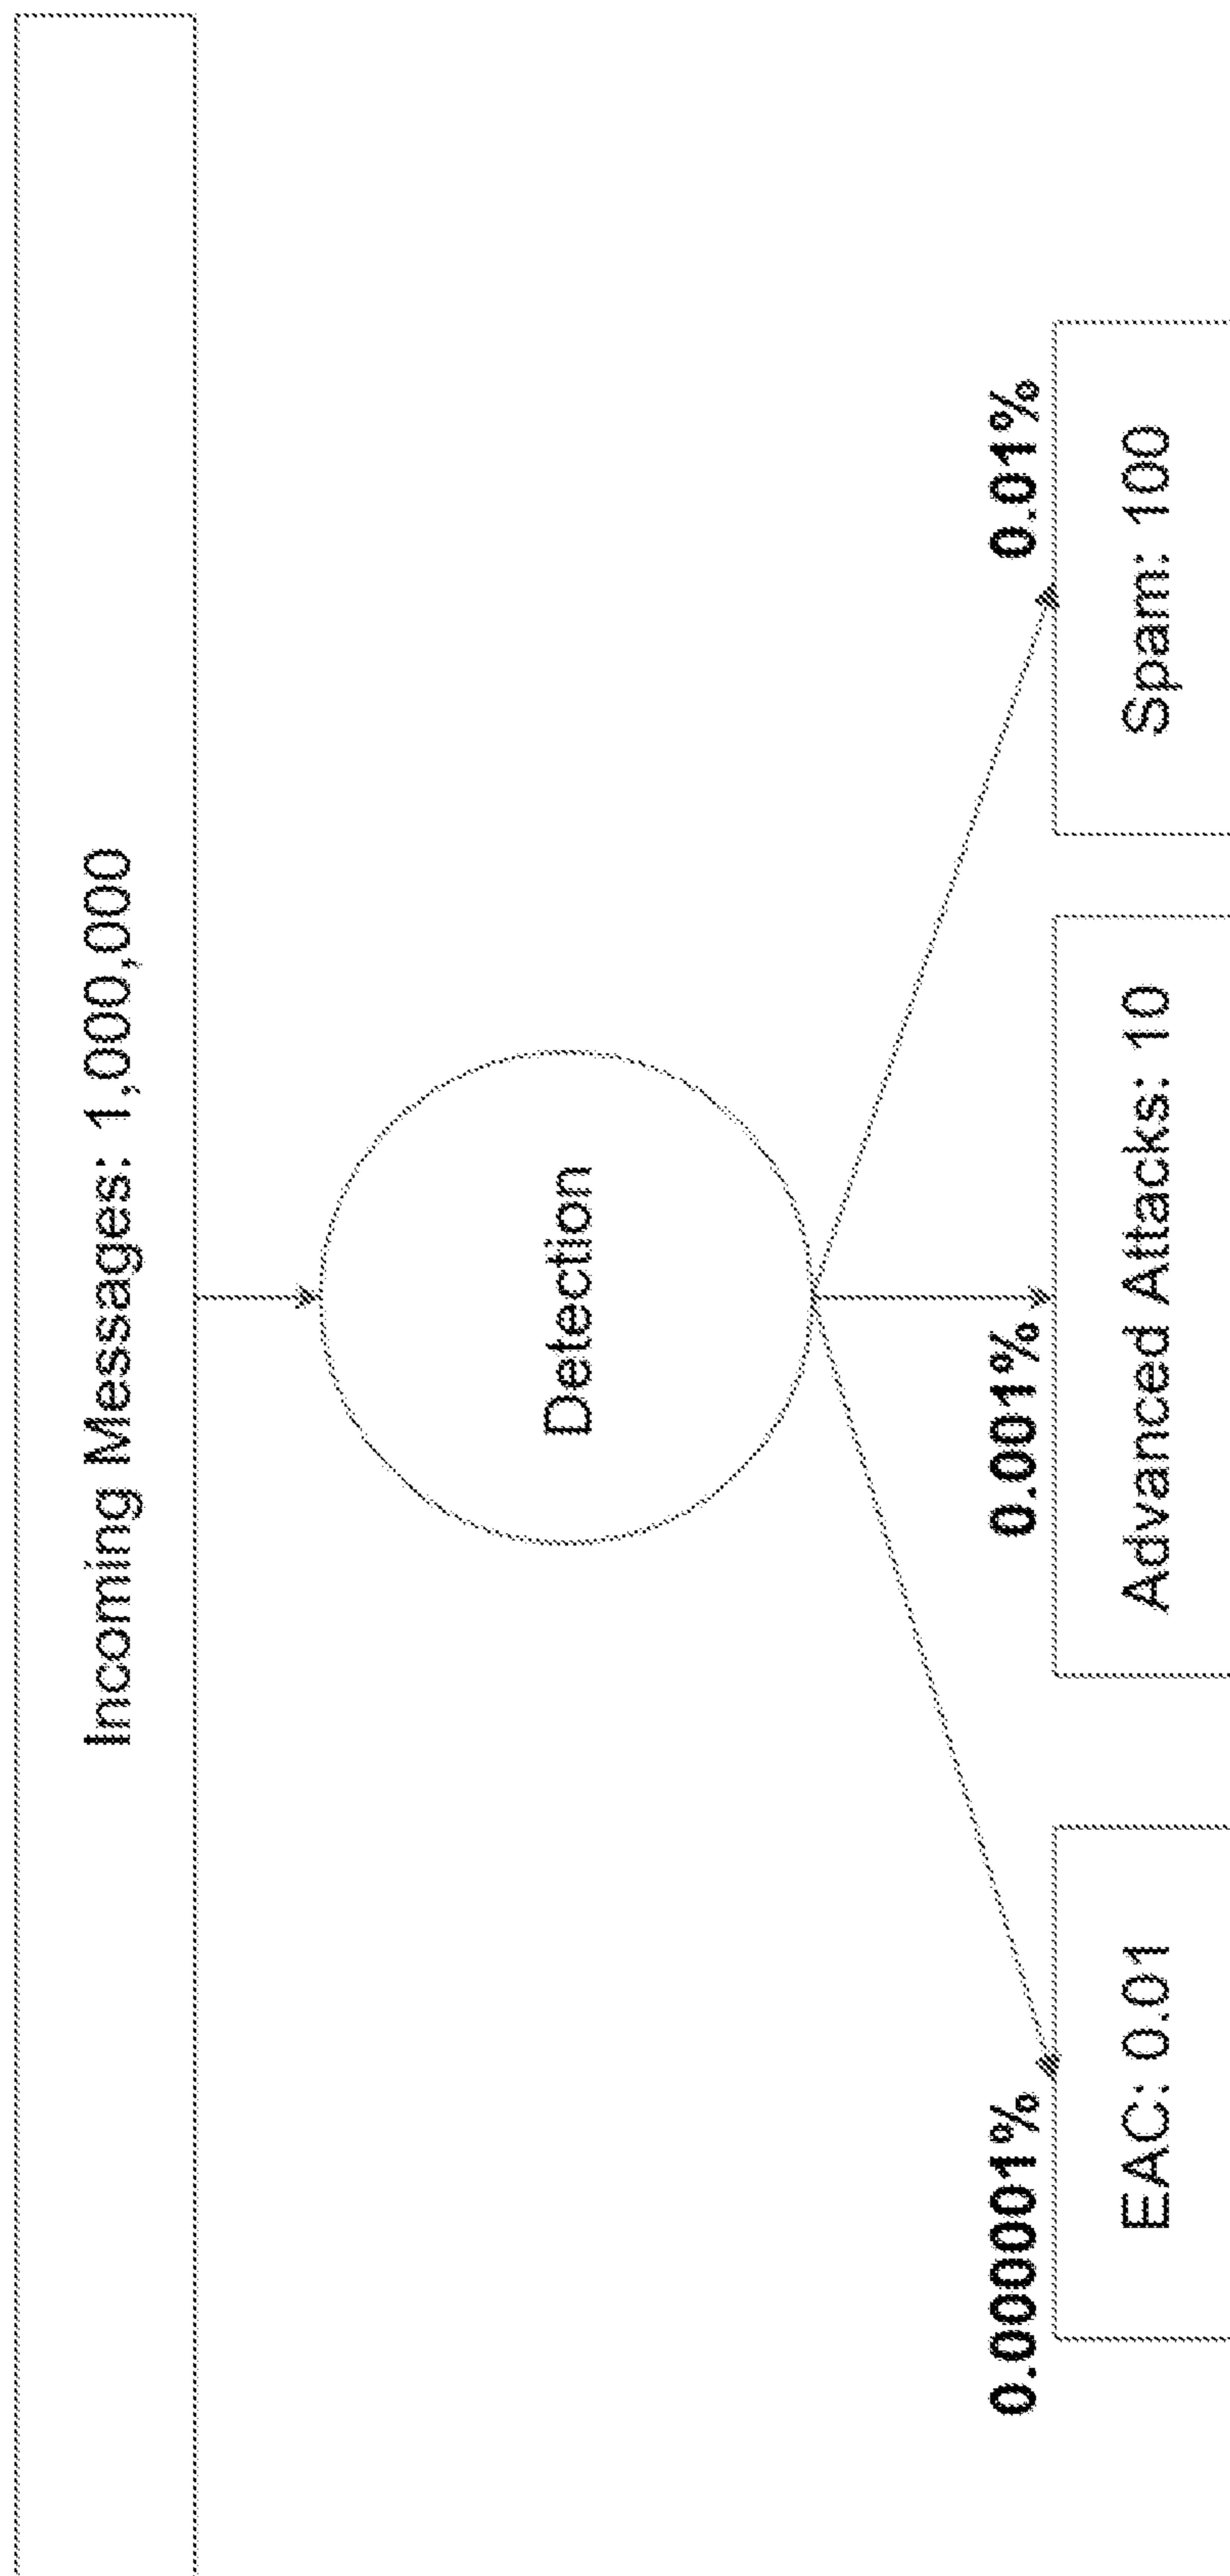 Incoming Messages: 1,000,000
Detection
0.000001%
0.001%
0.01%
EAC: 0.01
Advanced Attacks: 10
Spam: 100